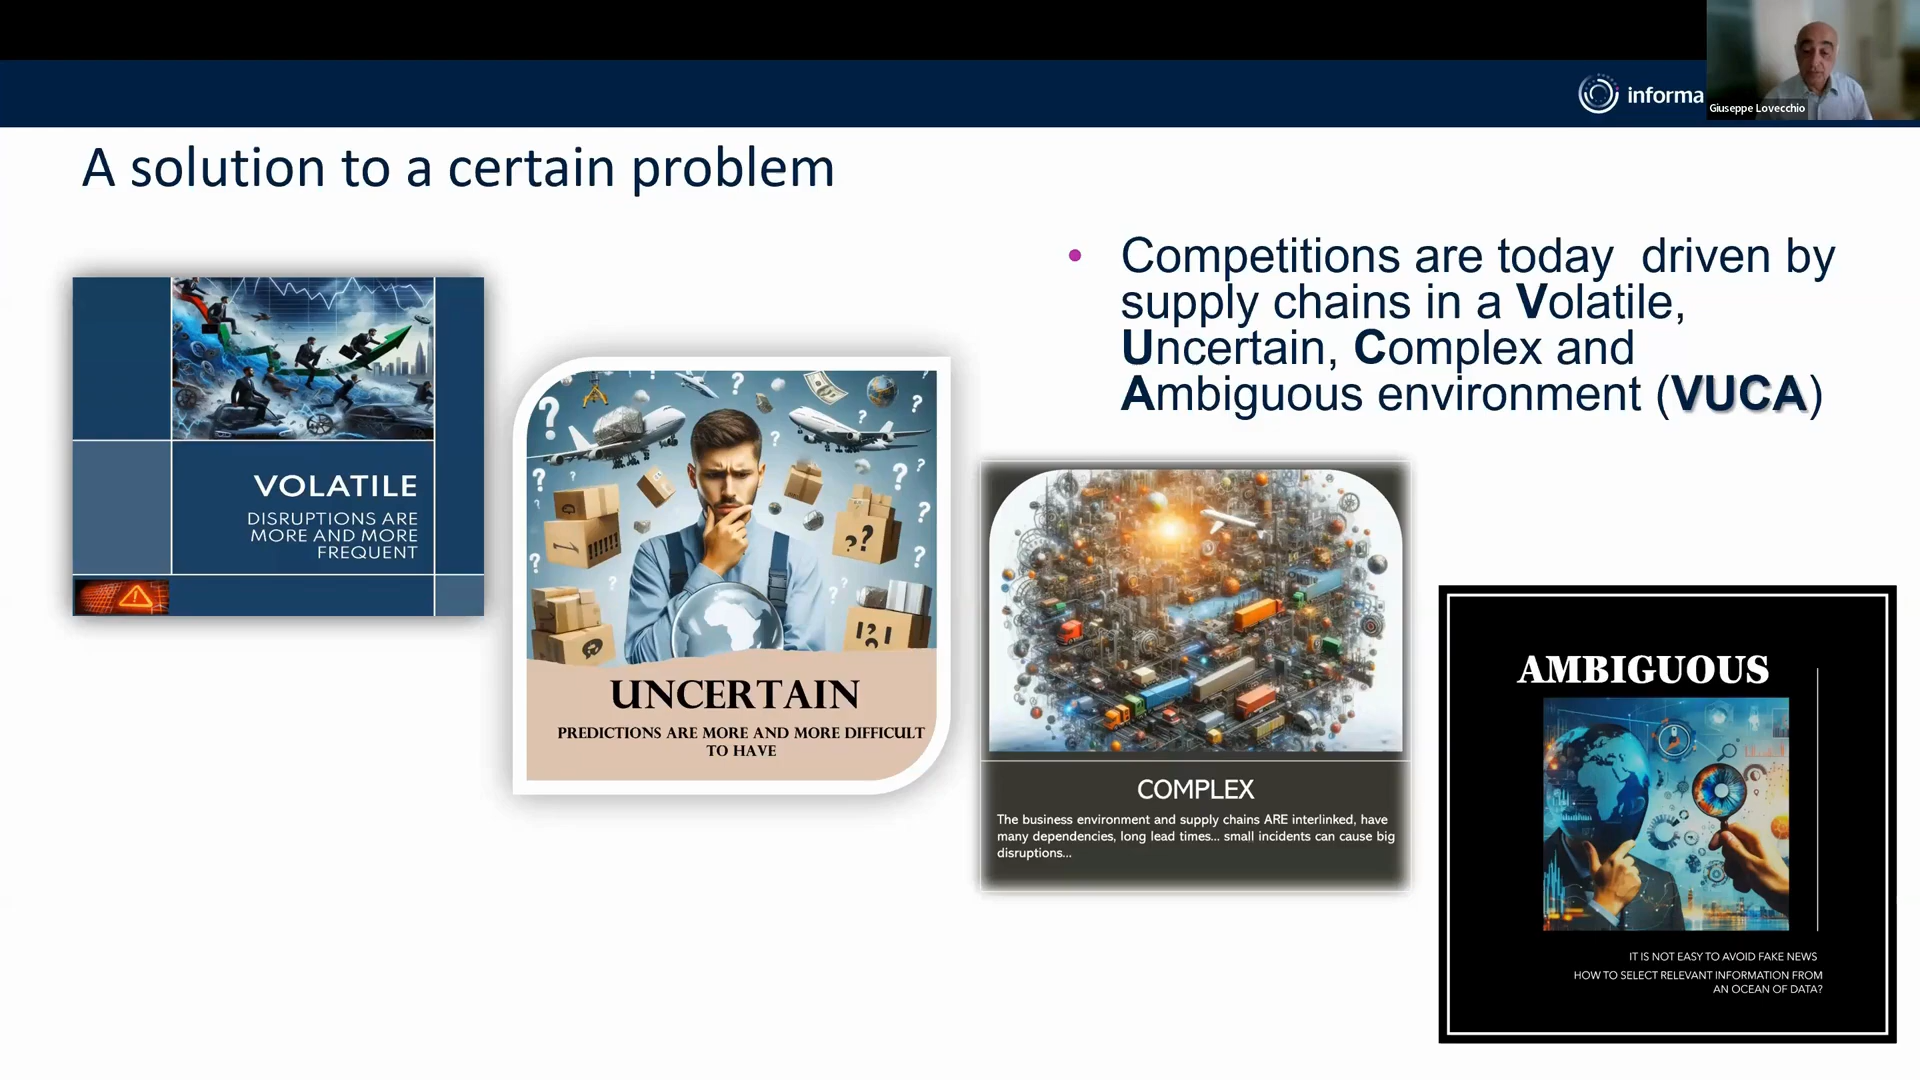 informa
Giuseppe Lovecchio
A solution to a certain problem
• Competitions are today driven by
supply chains in a Volatile,
Uncertain, Complex and
Ambiguous environment (VUCA)
VOLATILE
DISRUPTIONS ARE
MORE AND MORE
FREQUENT
UNCERTAIN
PREDICTIONS ARE MORE AND MORE DIFFICULT
TO HAVE
COMPLEX
The business environment and supply chains ARE interlinked, have
many dependencies, long lead times... small incidents can cause big
disruptions...
AMBIGUOUS
IT IS NOT EASY TO AVOID FAKE NEWS
HOW TO SELECT RELEVANT INFORMATION FROM
AN OCEAN OF DATA?